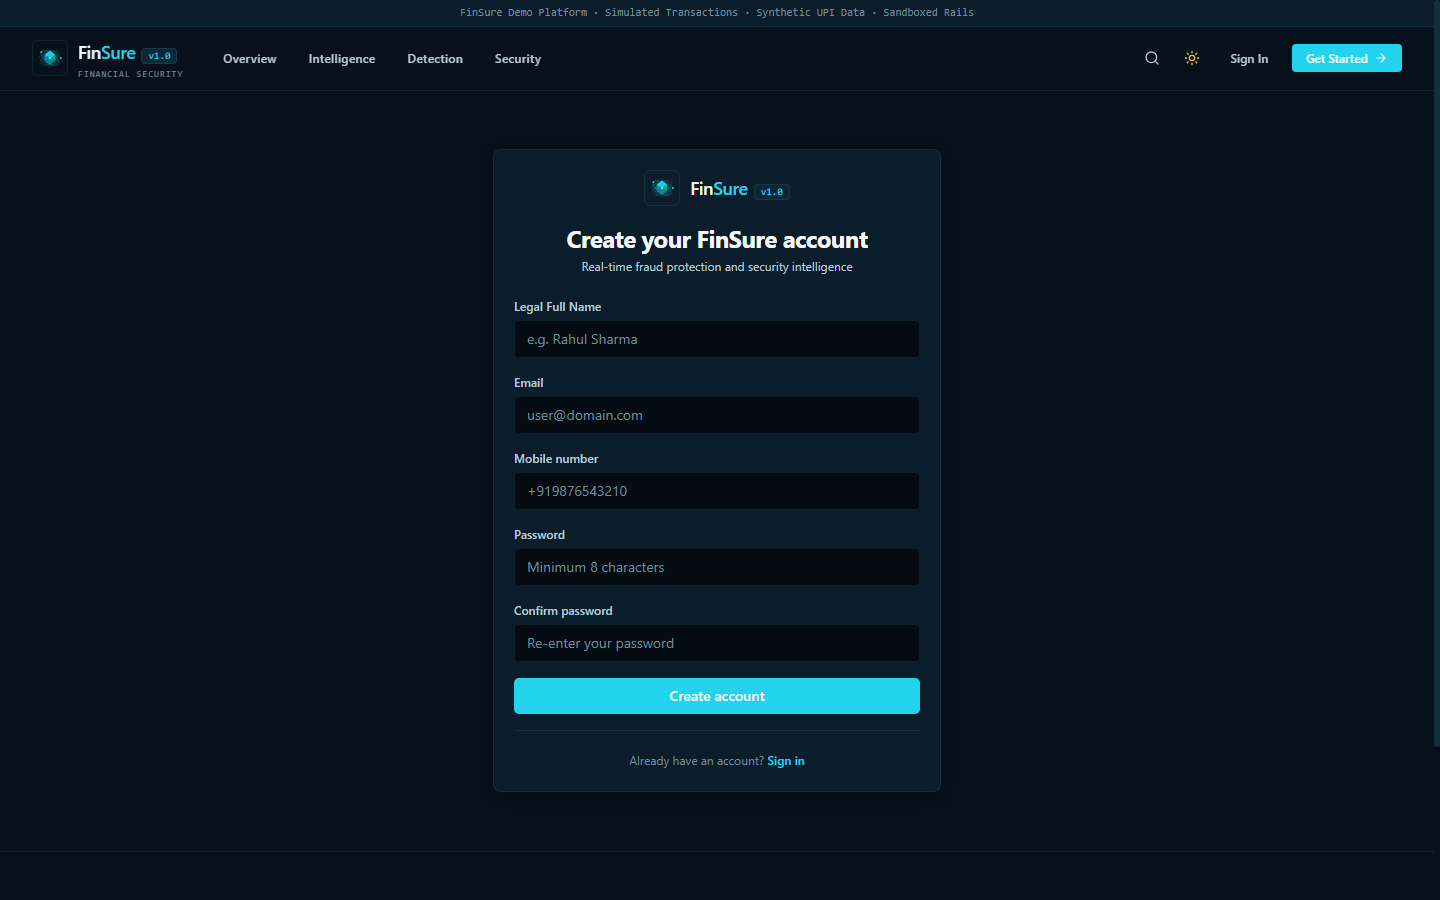 FinSure Demo Platform · Simulated Transactions · Synthetic UPI Data · Sandboxed Rails
FinSure v1.0
FINANCIAL SECURITY
Overview
Intelligence
Detection
Security
Sign In
Get Started →
FinSure v1.0
Create your FinSure account
Real-time fraud protection and security intelligence
Legal Full Name
e.g. Rahul Sharma
Email
user@domain.com
Mobile number
+919876543210
Password
Minimum 8 characters
Confirm password
Re-enter your password
Create account
Already have an account? Sign in